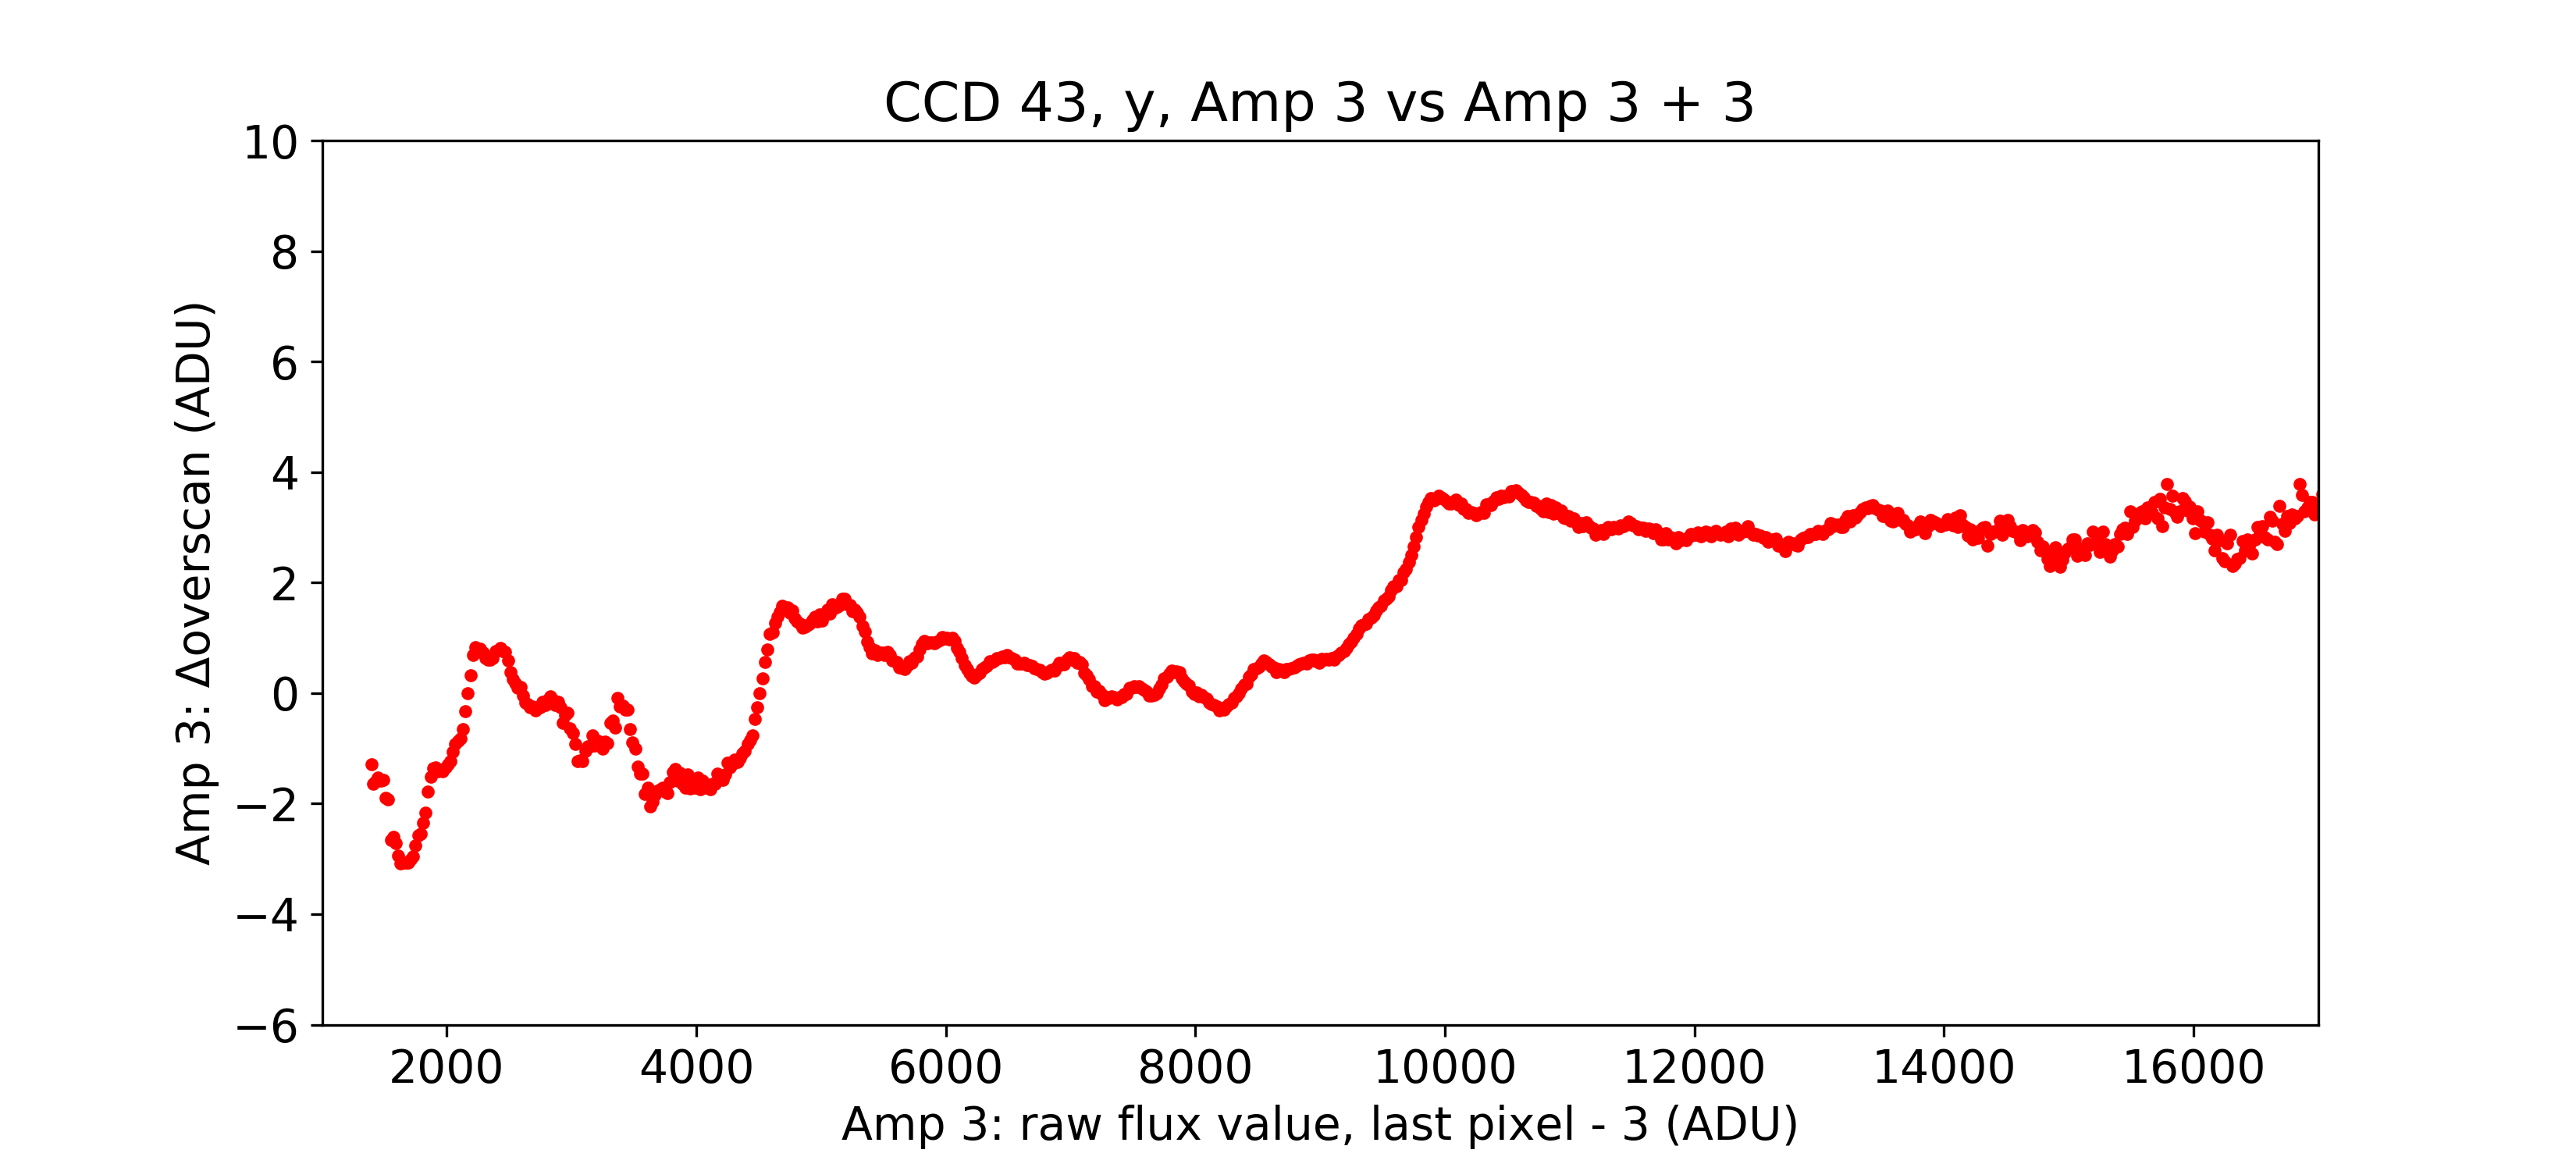 CCD 43, y, Amp 3 vs Amp 3 + 3
10
8
6
4
2
0
−2
−4
−6
Amp 3: Δoverscan (ADU)
2000 4000 6000 8000 10000 12000 14000 16000
Amp 3: raw flux value, last pixel - 3 (ADU)